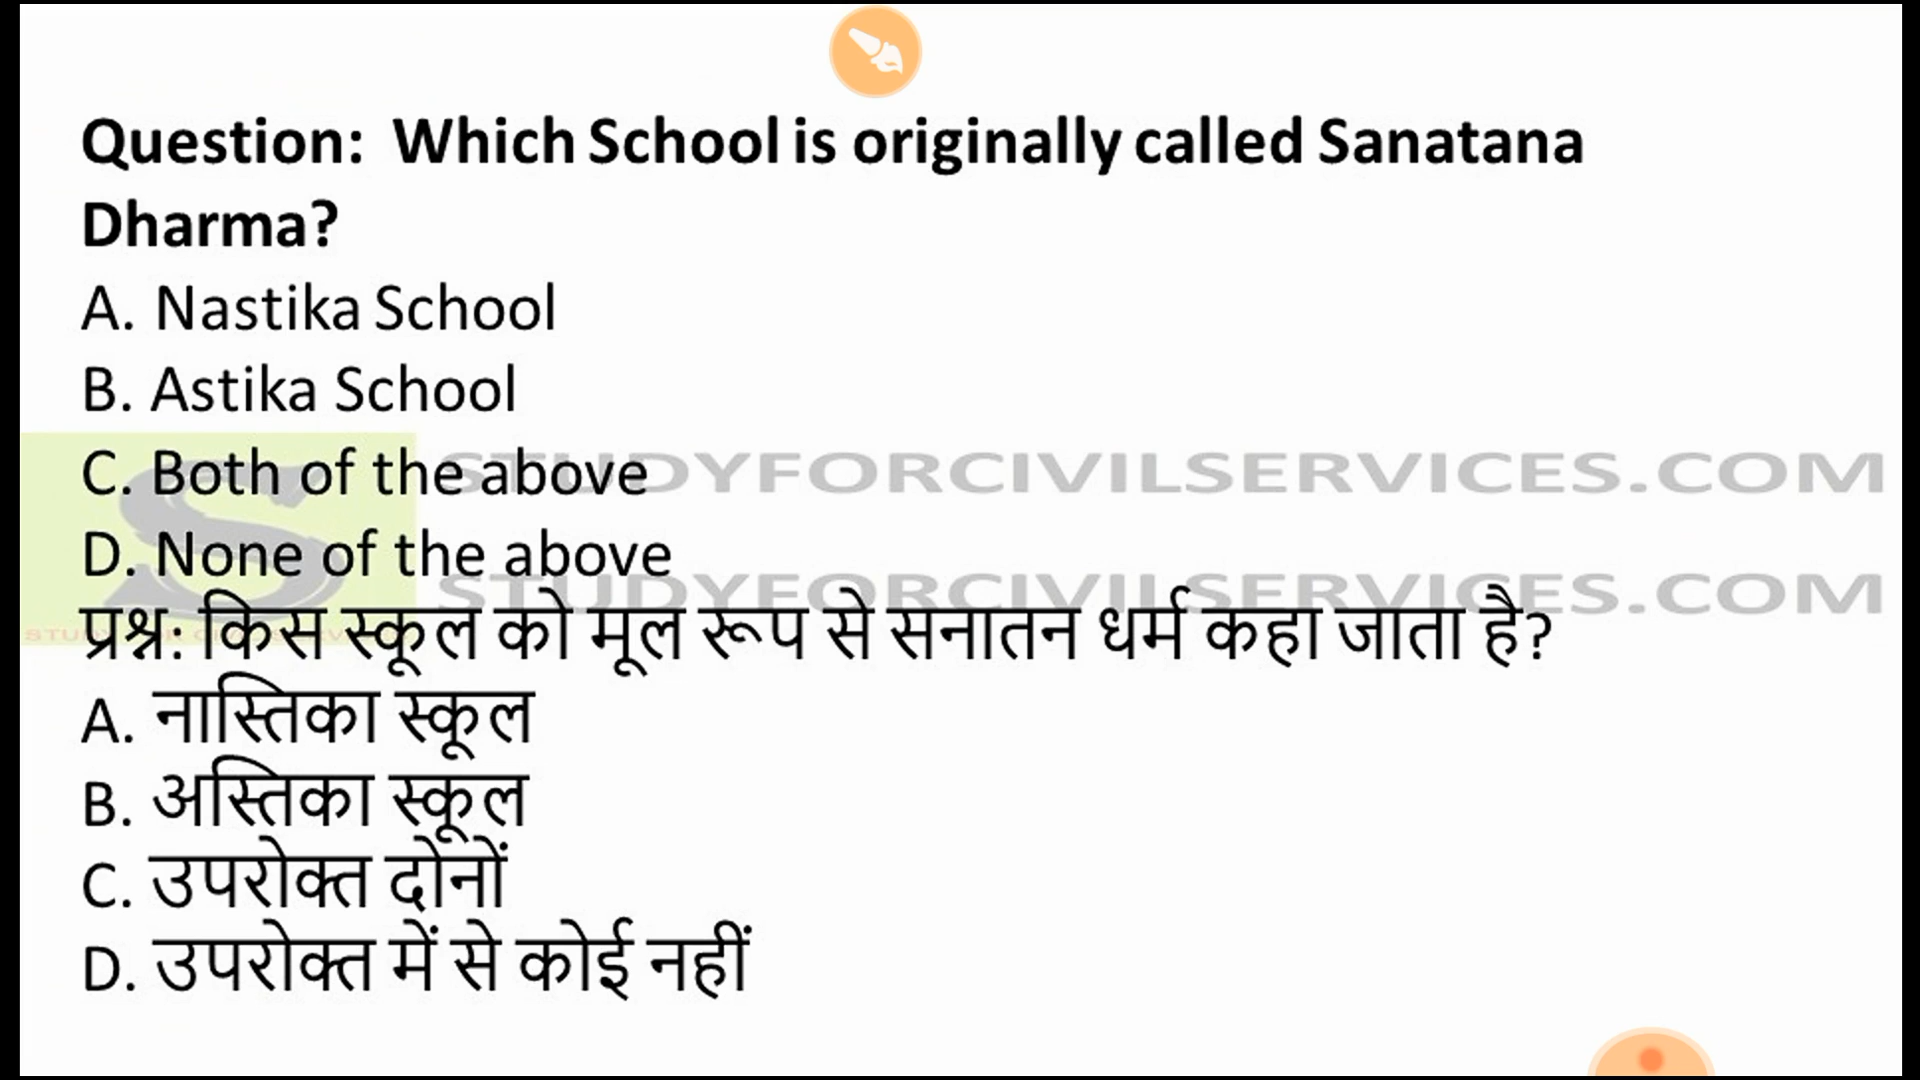 Question: Which School is originally called Sanatana
Dharma?
A. Nastika School
B. Astika School
C. Both of the above
STUDYFORCIVILSERVICES.COM
D. None of the above
STUDYFORCIVILSERVICES.COM
प्रश्न: किस स्कूल को मूल रूप से सनातन धर्म कहा जाता है?
A. नास्तिका स्कूल
B. अस्तिका स्कूल
C. उपरोक्त दोनों
D. उपरोक्त में से कोई नहीं